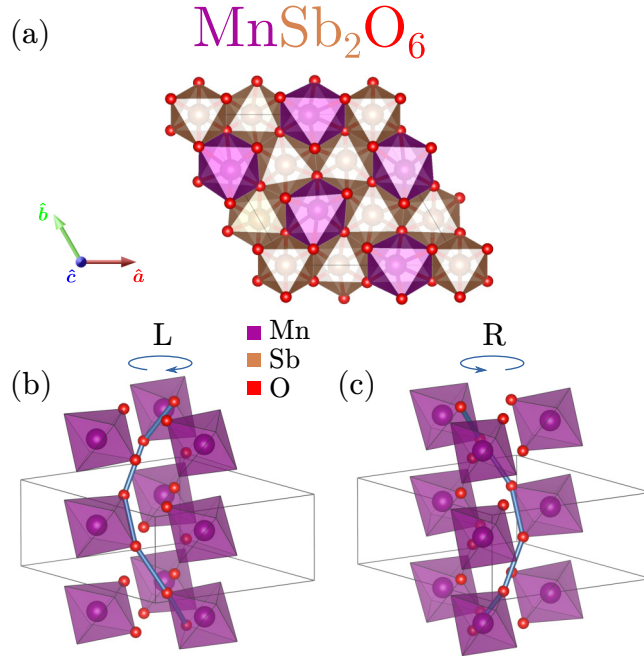 (a) MnSb₂O₆
b̂
ĉ â
L R
Mn
Sb
O
(b) (c)